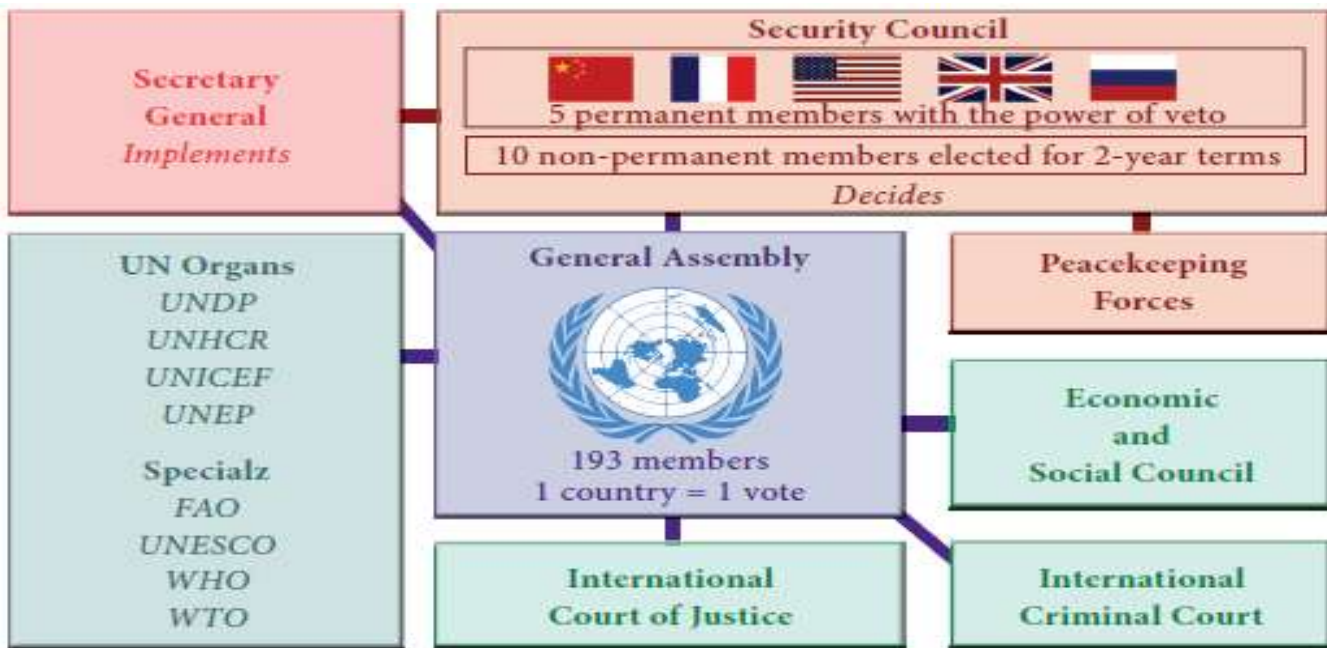 Secretary
General
Implements
Security Council
5 permanent members with the power of veto
10 non-permanent members elected for 2-year terms
Decides
UN Organs
UNDP
UNHCR
UNICEF
UNEP
Specialz
FAO
UNESCO
WHO
WTO
General Assembly
193 members
1 country = 1 vote
Peacekeeping
Forces
Economic
and
Social Council
International
Court of Justice
International
Criminal Court